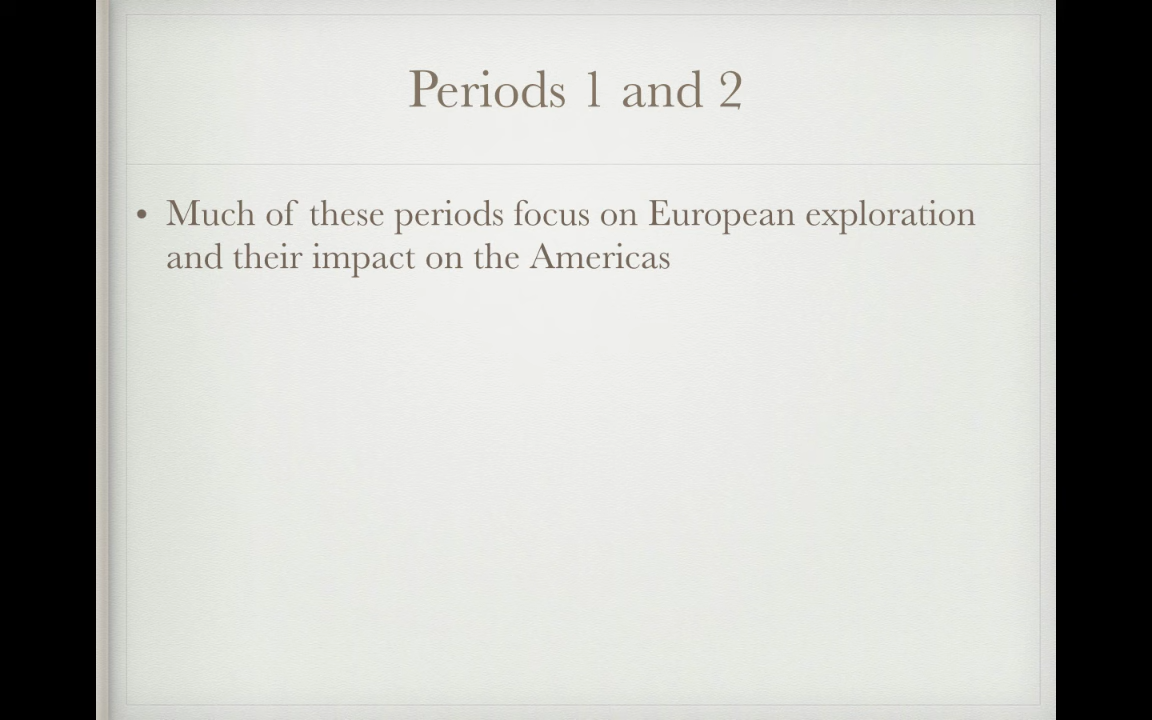 Periods 1 and 2
• Much of these periods focus on European exploration
and their impact on the Americas